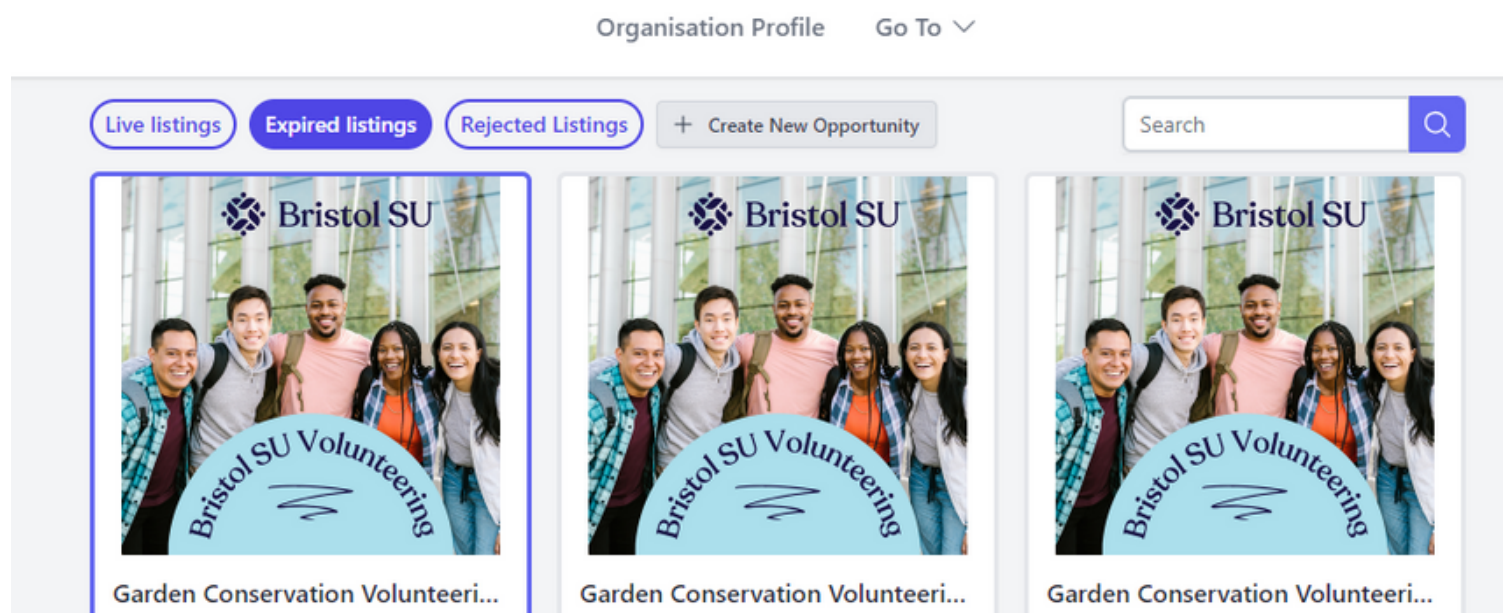 Organisation Profile Go To
Live listings Expired listings Rejected Listings + Create New Opportunity Search
Bristol SU Bristol SU Bristol SU
Bristol SU Volunteering Bristol SU Volunteering Bristol SU Volunteering
Garden Conservation Volunteeri... Garden Conservation Volunteeri... Garden Conservation Volunteeri...